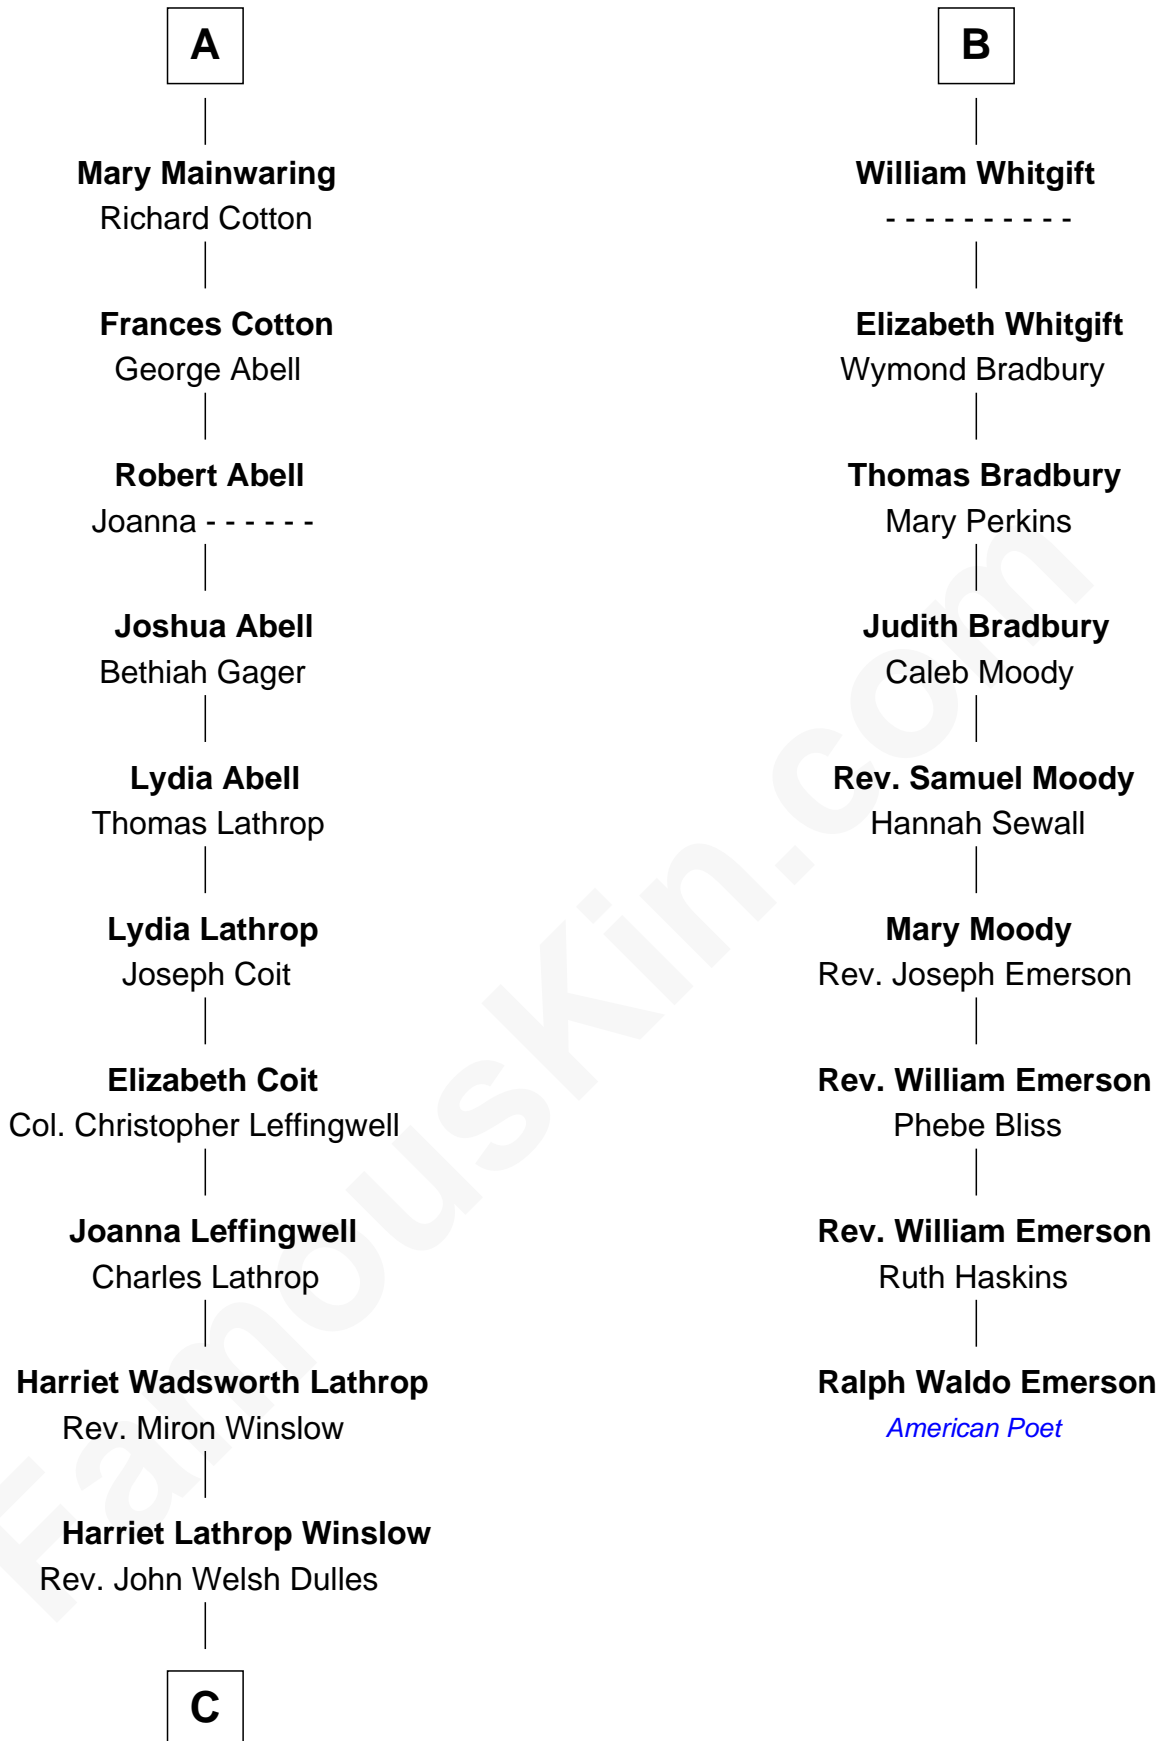 A
Mary Mainwaring
Richard Cotton
Frances Cotton
George Abell
Robert Abell
Joanna - - - - - -
Joshua Abell
Bethiah Gager
Lydia Abell
Thomas Lathrop
Lydia Lathrop
Joseph Coit
Elizabeth Coit
Col. Christopher Leffingwell
Joanna Leffingwell
Charles Lathrop
Harriet Wadsworth Lathrop
Rev. Miron Winslow
Harriet Lathrop Winslow
Rev. John Welsh Dulles
C
B
William Whitgift
- - - - - - - - - -
Elizabeth Whitgift
Wymond Bradbury
Thomas Bradbury
Mary Perkins
Judith Bradbury
Caleb Moody
Rev. Samuel Moody
Hannah Sewall
Mary Moody
Rev. Joseph Emerson
Rev. William Emerson
Phebe Bliss
Rev. William Emerson
Ruth Haskins
Ralph Waldo Emerson
American Poet
FamousKin.com